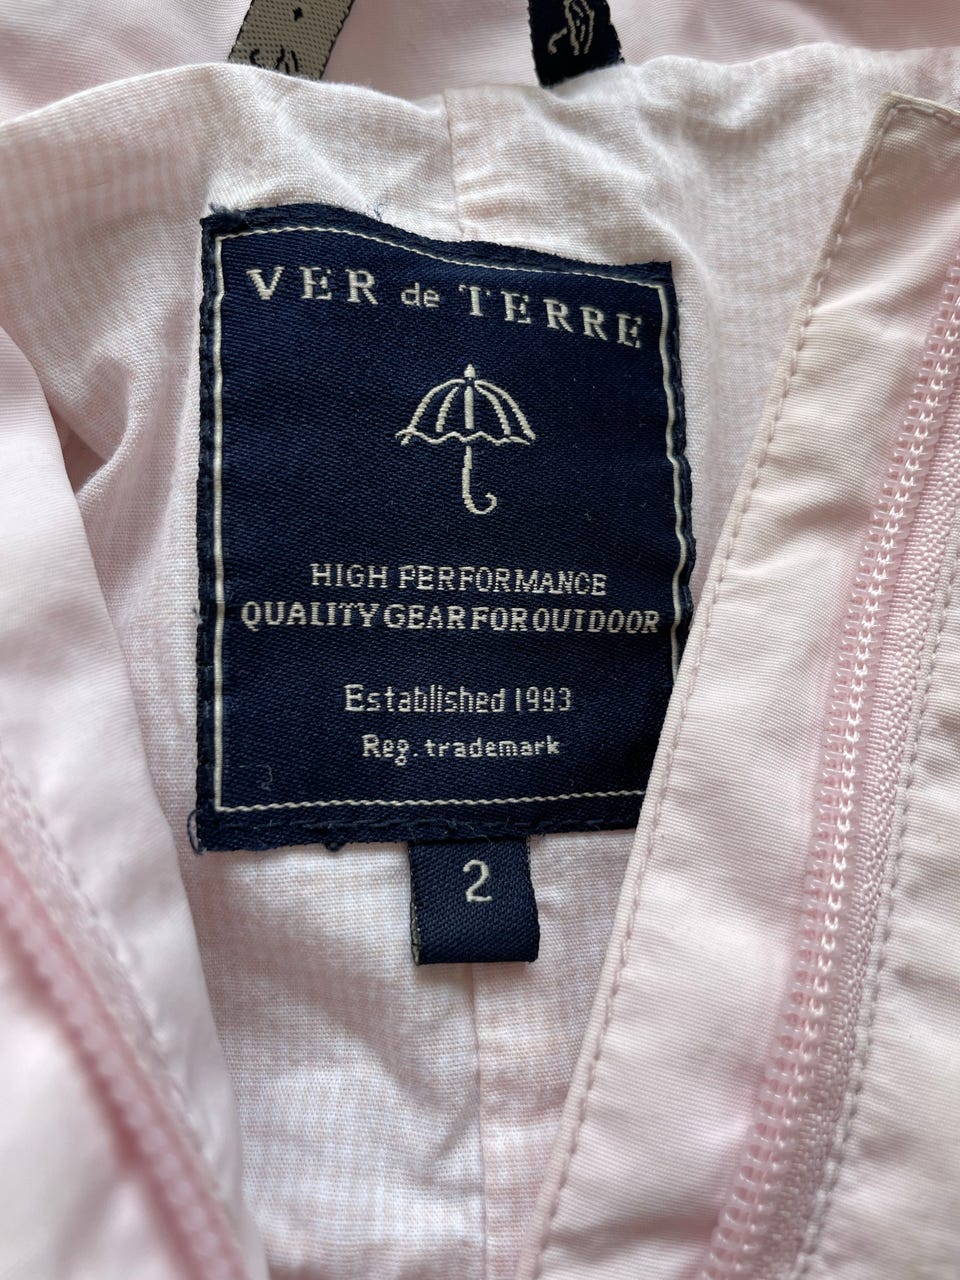 VER de TERRE
HIGH PERFORMANCE
QUALITY GEAR FOR OUTDOOR
Established 1993
Reg. trademark
2